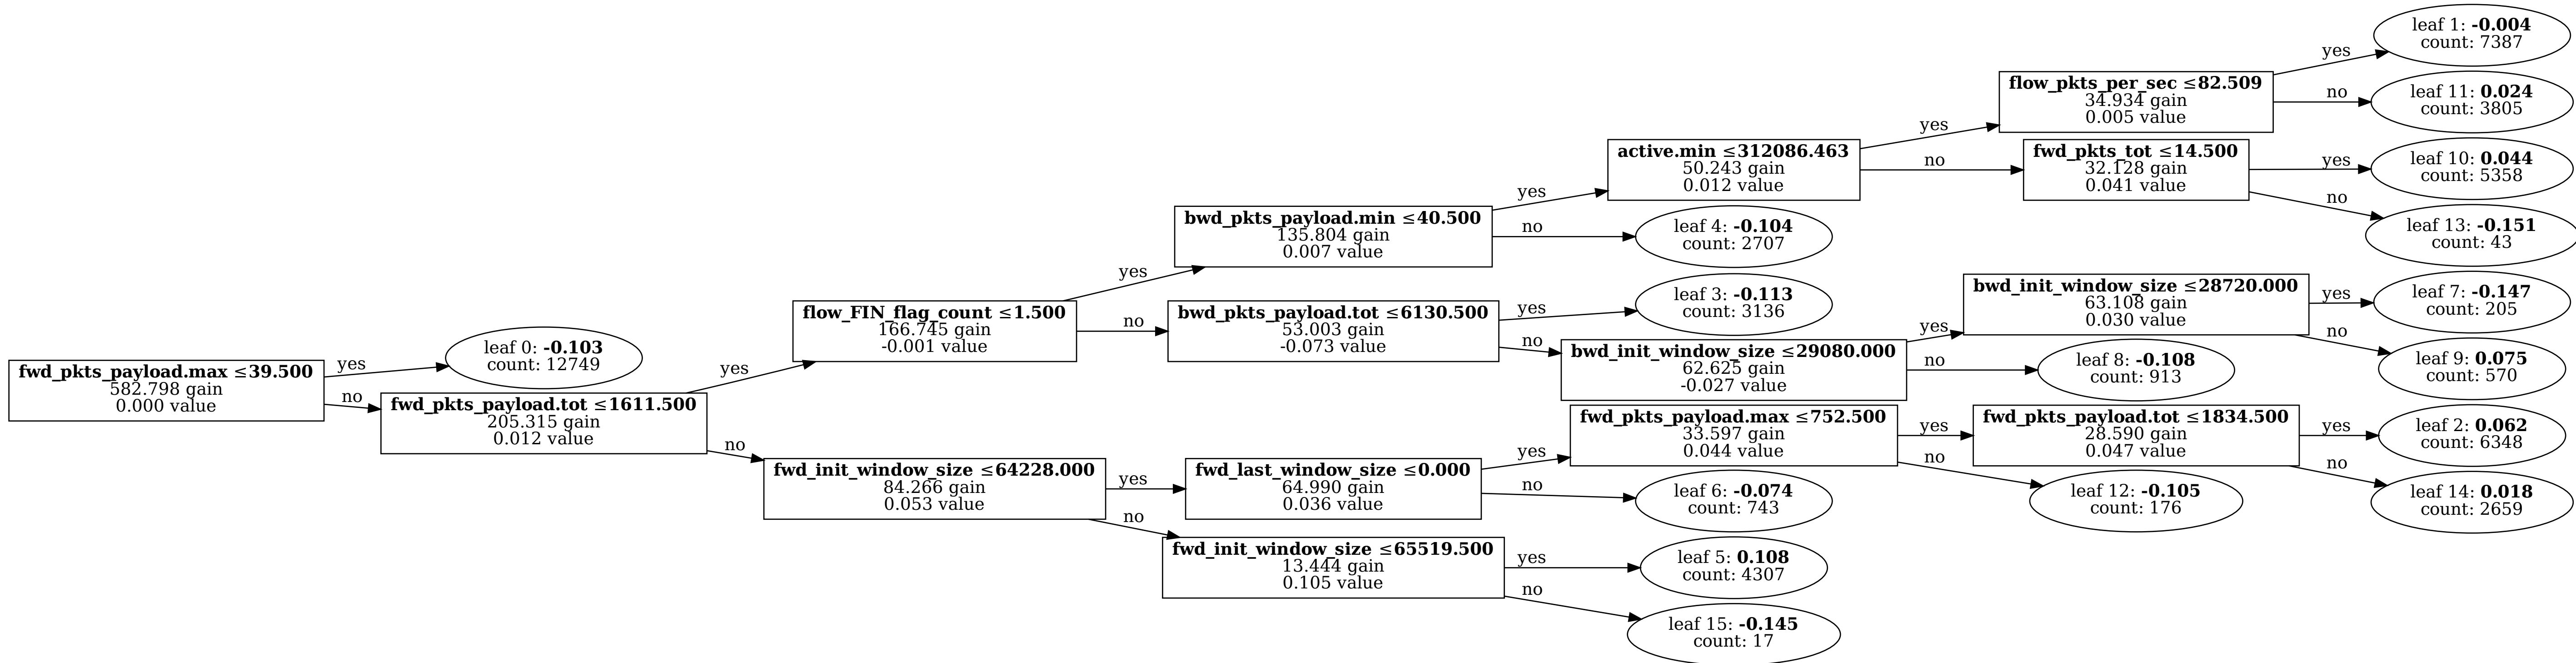 fwd_pkts_payload.max ≤39.500
582.798 gain
0.000 value
yes
no
leaf 0: -0.103
count: 12749
fwd_pkts_payload.tot ≤1611.500
205.315 gain
0.012 value
yes
no
flow_FIN_flag_count ≤1.500
166.745 gain
-0.001 value
yes
no
fwd_init_window_size ≤64228.000
84.266 gain
0.053 value
yes
no
bwd_pkts_payload.min ≤40.500
135.804 gain
0.007 value
yes
no
bwd_pkts_payload.tot ≤6130.500
53.003 gain
-0.073 value
yes
no
fwd_last_window_size ≤0.000
64.990 gain
0.036 value
yes
no
fwd_init_window_size ≤65519.500
13.444 gain
0.105 value
yes
no
active.min ≤312086.463
50.243 gain
0.012 value
yes
no
leaf 4: -0.104
count: 2707
leaf 3: -0.113
count: 3136
bwd_init_window_size ≤29080.000
62.625 gain
-0.027 value
yes
no
fwd_pkts_payload.max ≤752.500
33.597 gain
0.044 value
yes
no
leaf 6: -0.074
count: 743
leaf 5: 0.108
count: 4307
leaf 15: -0.145
count: 17
flow_pkts_per_sec ≤82.509
34.934 gain
0.005 value
yes
no
fwd_pkts_tot ≤14.500
32.128 gain
0.041 value
yes
no
bwd_init_window_size ≤28720.000
63.108 gain
0.030 value
yes
no
leaf 8: -0.108
count: 913
fwd_pkts_payload.tot ≤1834.500
28.590 gain
0.047 value
yes
no
leaf 12: -0.105
count: 176
leaf 1: -0.004
count: 7387
leaf 11: 0.024
count: 3805
leaf 10: 0.044
count: 5358
leaf 13: -0.151
count: 43
leaf 7: -0.147
count: 205
leaf 9: 0.075
count: 570
leaf 2: 0.062
count: 6348
leaf 14: 0.018
count: 2659